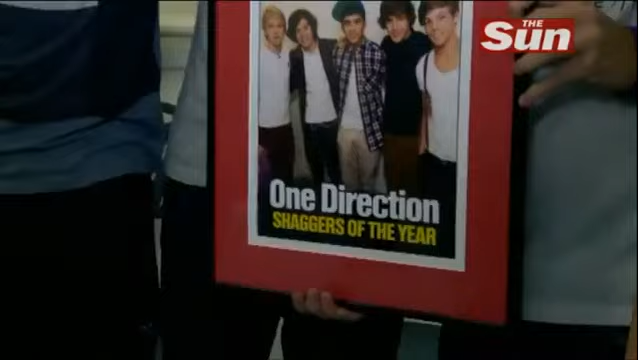 THE
Sun
One Direction
SHAGGERS OF THE YEAR